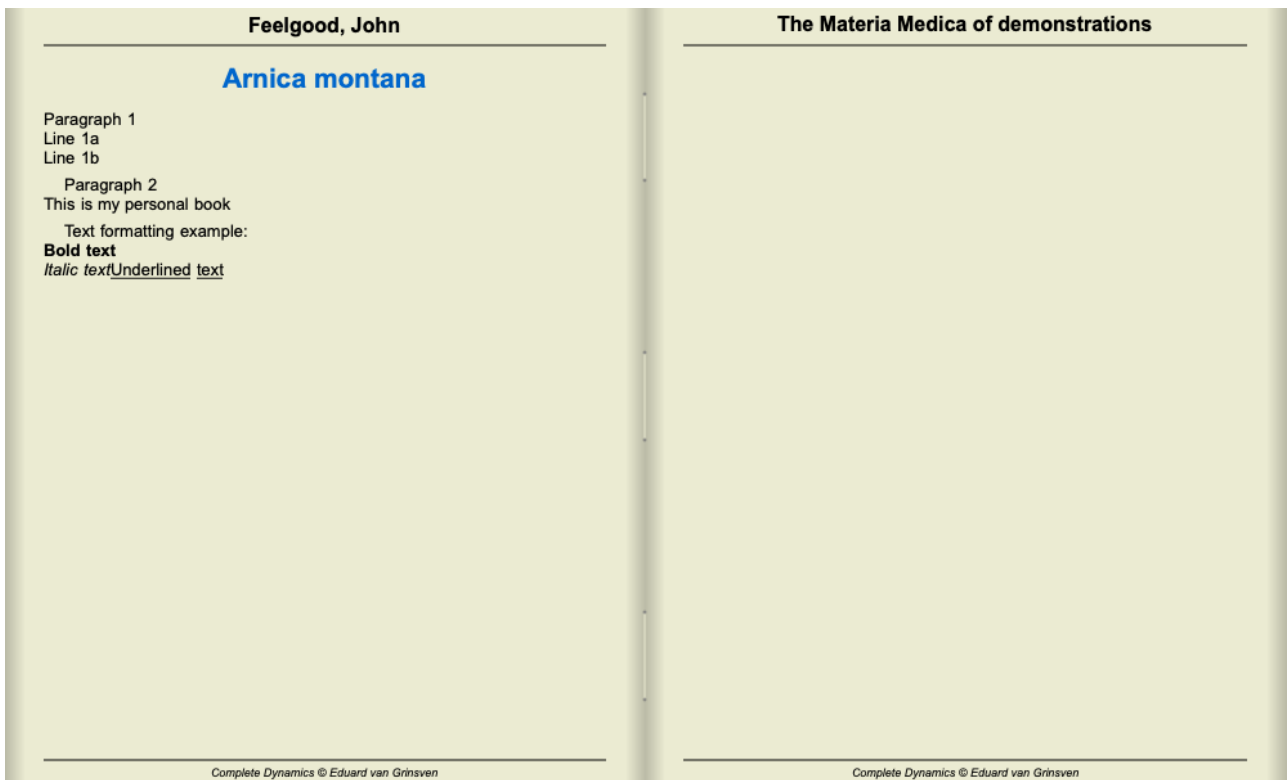 Feelgood, John
Arnica montana
Paragraph 1
Line 1a
Line 1b
Paragraph 2
This is my personal book
Text formatting example:
Bold text
Italic textUnderlined text
Complete Dynamics © Eduard van Grinsven
The Materia Medica of demonstrations
Complete Dynamics © Eduard van Grinsven